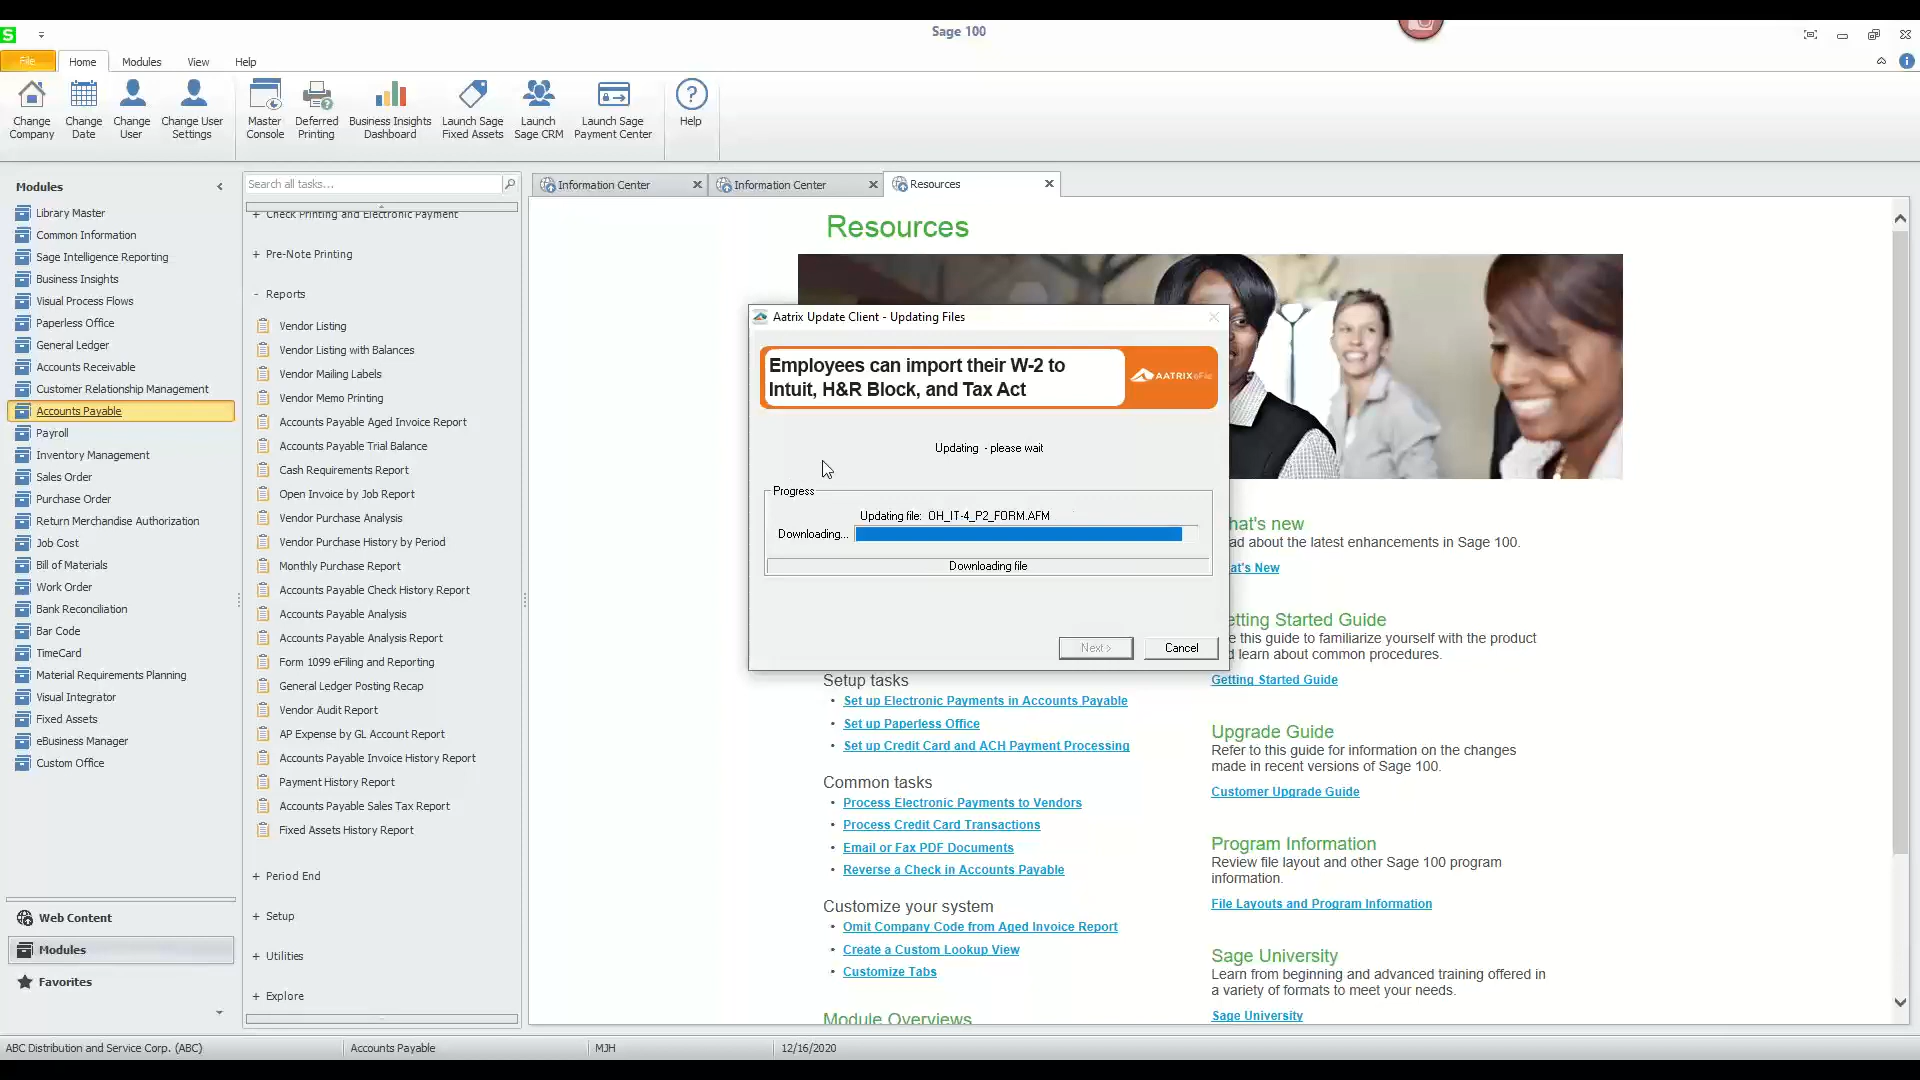 Sage 100
File
Home
Modules
View
Help
Change
Company
Change
Date
Change
User
Change User
Settings
Master
Console
Deferred
Printing
Business Insights
Dashboard
Launch Sage
Fixed Assets
Launch
Sage CRM
Launch Sage
Payment Center
Help
Modules
Library Master
Common Information
Sage Intelligence Reporting
Business Insights
Visual Process Flows
Paperless Office
General Ledger
Accounts Receivable
Customer Relationship Management
Accounts Payable
Payroll
Inventory Management
Sales Order
Purchase Order
Return Merchandise Authorization
Job Cost
Bill of Materials
Work Order
Bank Reconciliation
Bar Code
TimeCard
Material Requirements Planning
Visual Integrator
Fixed Assets
eBusiness Manager
Custom Office
Web Content
Modules
Favorites
Search all tasks...
+ Check Printing and Electronic Payment
+ Pre-Note Printing
- Reports
Vendor Listing
Vendor Listing with Balances
Vendor Mailing Labels
Vendor Memo Printing
Accounts Payable Aged Invoice Report
Accounts Payable Trial Balance
Cash Requirements Report
Open Invoice by Job Report
Vendor Purchase Analysis
Vendor Purchase History by Period
Monthly Purchase Report
Accounts Payable Check History Report
Accounts Payable Analysis
Accounts Payable Analysis Report
Form 1099 eFiling and Reporting
General Ledger Posting Recap
Vendor Audit Report
AP Expense by GL Account Report
Accounts Payable Invoice History Report
Payment History Report
Accounts Payable Sales Tax Report
Fixed Assets History Report
+ Period End
+ Setup
+ Utilities
+ Explore
Information Center
Information Center
Resources
Resources
Aatrix Update Client - Updating Files
Employees can import their W-2 to
Intuit, H&R Block, and Tax Act
AATRIX eFile
Updating - please wait
Progress
Updating file: OH_IT-4_P2_FORM.AFM
Downloading...
Downloading file
Next >
Cancel
Setup tasks
• Set up Electronic Payments in Accounts Payable
• Set up Paperless Office
• Set up Credit Card and ACH Payment Processing
Common tasks
• Process Electronic Payments to Vendors
• Process Credit Card Transactions
• Email or Fax PDF Documents
• Reverse a Check in Accounts Payable
Customize your system
• Omit Company Code from Aged Invoice Report
• Create a Custom Lookup View
• Customize Tabs
Module Overviews
hat's new
ad about the latest enhancements in Sage 100.
at's New
etting Started Guide
e this guide to familiarize yourself with the product
d learn about common procedures.
Getting Started Guide
Upgrade Guide
Refer to this guide for information on the changes
made in recent versions of Sage 100.
Customer Upgrade Guide
Program Information
Review file layout and other Sage 100 program
information.
File Layouts and Program Information
Sage University
Learn from beginning and advanced training offered in
a variety of formats to meet your needs.
Sage University
ABC Distribution and Service Corp. (ABC)
Accounts Payable
MJH
12/16/2020